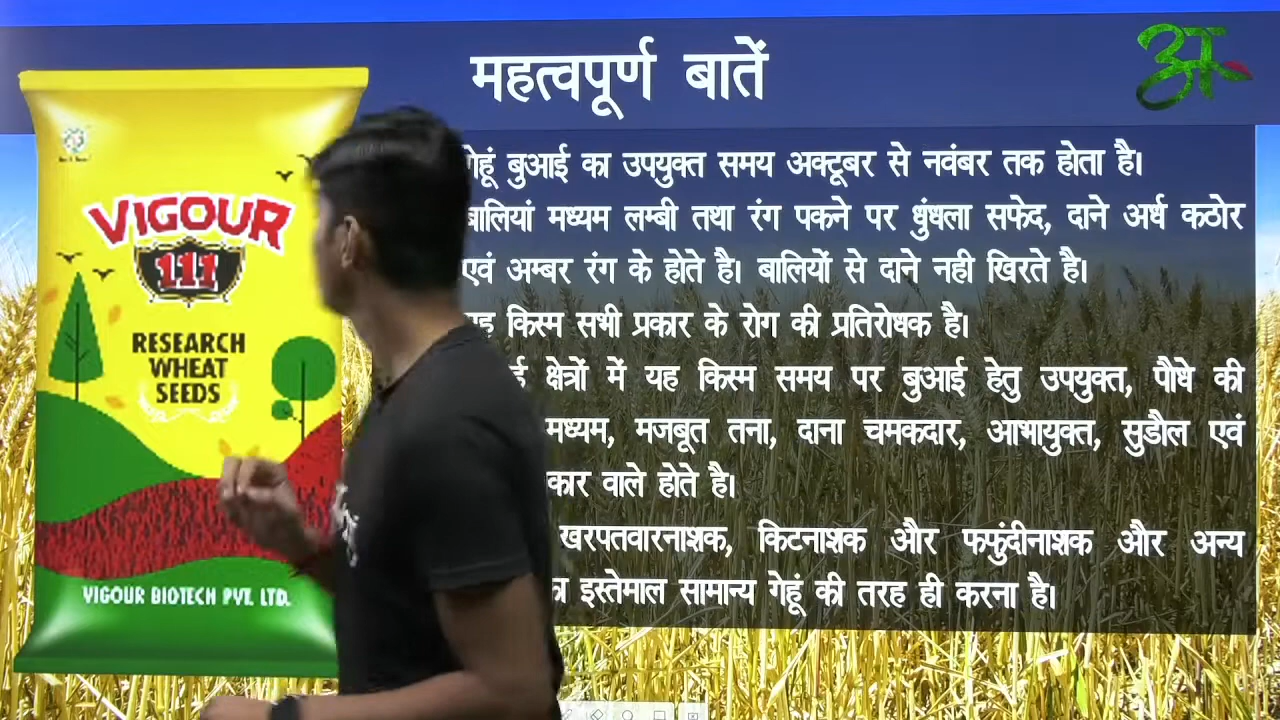 महत्वपूर्ण बातें
अ
VIGOUR
111
RESEARCH
WHEAT
SEEDS
VIGOUR BIOTECH PVT. LTD.
बुआई का उपयुक्त समय अक्टूबर से नवंबर तक होता है।
बालियां मध्यम लम्बी तथा रंग पकने पर धुंधला सफेद, दाने अर्ध कठोर
एवं अम्बर रंग के होते है। बालियों से दाने नही खिरते है।
किस्म सभी प्रकार के रोग की प्रतिरोधक है।
क्षेत्रों में यह किस्म समय पर बुआई हेतु उपयुक्त, पौधे की
मध्यम, मजबूत तना, दाना चमकदार, आभायुक्त, सुडौल एवं
वाले होते है।
खरपतवारनाशक, किटनाशक और फफुंदीनाशक और अन्य
इस्तेमाल सामान्य गेहूं की तरह ही करना है।